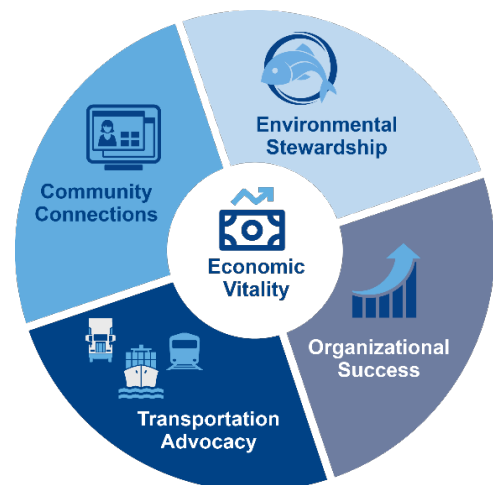 Environmental
Stewardship
Community
Connections
Economic
Vitality
Organizational
Success
Transportation
Advocacy